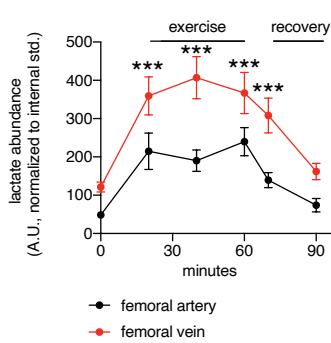 exercise recovery
500
400
300
200
100
0
*** *** *** ***
0 30 60 90
minutes
lactate abundance
(A.U., normalized to internal std.)
femoral artery
femoral vein